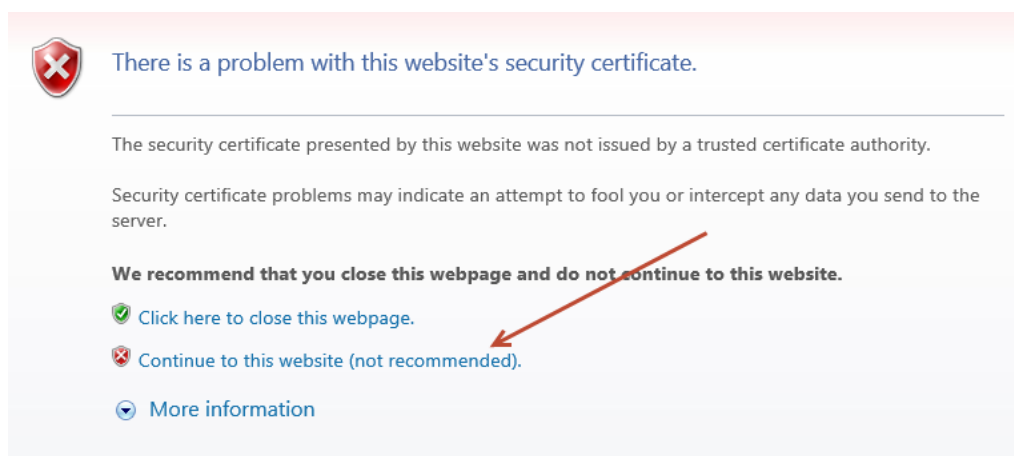 There is a problem with this website's security certificate.
The security certificate presented by this website was not issued by a trusted certificate authority.
Security certificate problems may indicate an attempt to fool you or intercept any data you send to the
server.
We recommend that you close this webpage and do not continue to this website.
Click here to close this webpage.
Continue to this website (not recommended).
More information